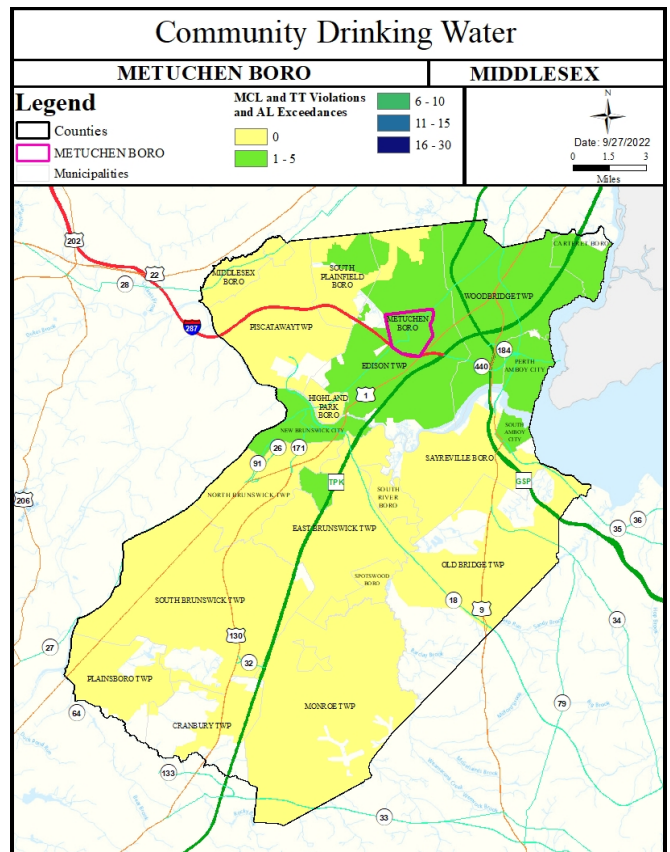 Community Drinking Water
METUCHEN BORO
MIDDLESEX
Legend
Counties
METUCHEN BORO
Municipalities
MCL and TT Violations
and AL Exceedances
0
1 - 5
6 - 10
11 - 15
16 - 30
N
Date: 9/27/2022
0 1.5 3
Miles
202
22
28
287
MIDDLESEX
BORO
SOUTH
PLAINFIELD
BORO
CARTERET BORO
WOODBRIDGE TWP
PISCATAWAY TWP
METUCHEN
BORO
EDISON TWP
184
440
PERTH
AMBOY CITY
HIGHLAND
PARK
BORO
1
NEW BRUNSWICK CITY
SOUTH
AMBOY
CITY
26
171
91
SAYREVILLE BORO
TPK
GSP
206
NORTH BRUNSWICK TWP
SOUTH
RIVER
BORO
36
35
EAST BRUNSWICK TWP
OLD BRIDGE TWP
SPOTSWOOD
BORO
18
9
34
SOUTH BRUNSWICK TWP
130
27
32
PLAINSBORO TWP
MONROE TWP
79
64
CRANBURY TWP
133
33